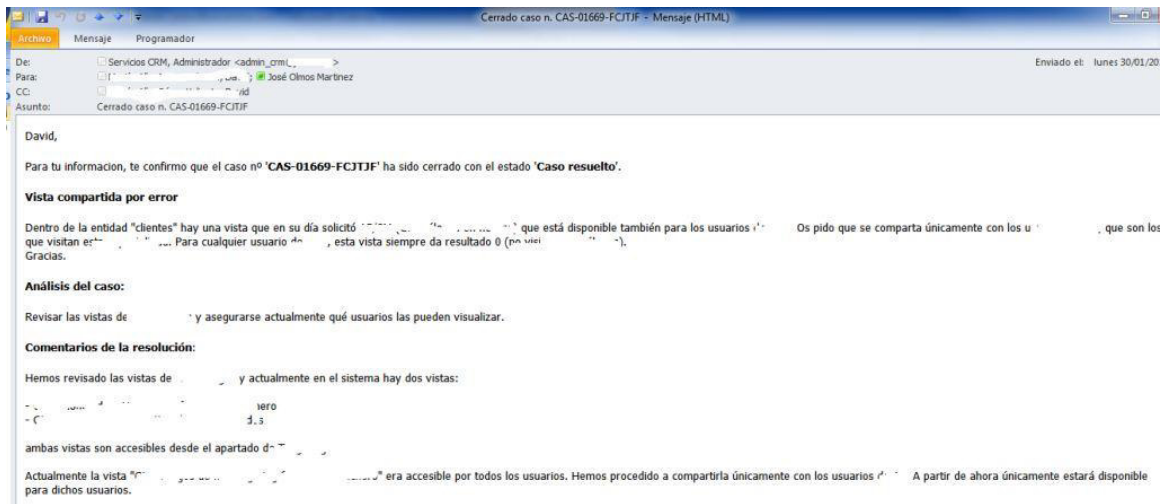 Cerrado caso n. CAS-01669-FCJTJF - Mensaje (HTML)
Archivo Mensaje Programador
De: Servicios CRM, Administrador <admin_crm >
Enviado el: lunes 30/01/20
Para: José Olmos Martinez
CC:
Asunto: Cerrado caso n. CAS-01669-FCJTJF
David,
Para tu informacion, te confirmo que el caso nº 'CAS-01669-FCJTJF' ha sido cerrado con el estado 'Caso resuelto'.
Vista compartida por error
Dentro de la entidad "clientes" hay una vista que en su día solicitó que está disponible también para los usuarios Os pido que se comparta únicamente con los que son los
que visitan Para cualquier usuario esta vista siempre da resultado 0
Gracias.
Análisis del caso:
Revisar las vistas de y asegurarse actualmente qué usuarios las pueden visualizar.
Comentarios de la resolución:
Hemos revisado las vistas de y actualmente en el sistema hay dos vistas:
-
-
ambas vistas son accesibles desde el apartado
Actualmente la vista " " era accesible por todos los usuarios. Hemos procedido a compartirla únicamente con los usuarios A partir de ahora únicamente estará disponible
para dichos usuarios.